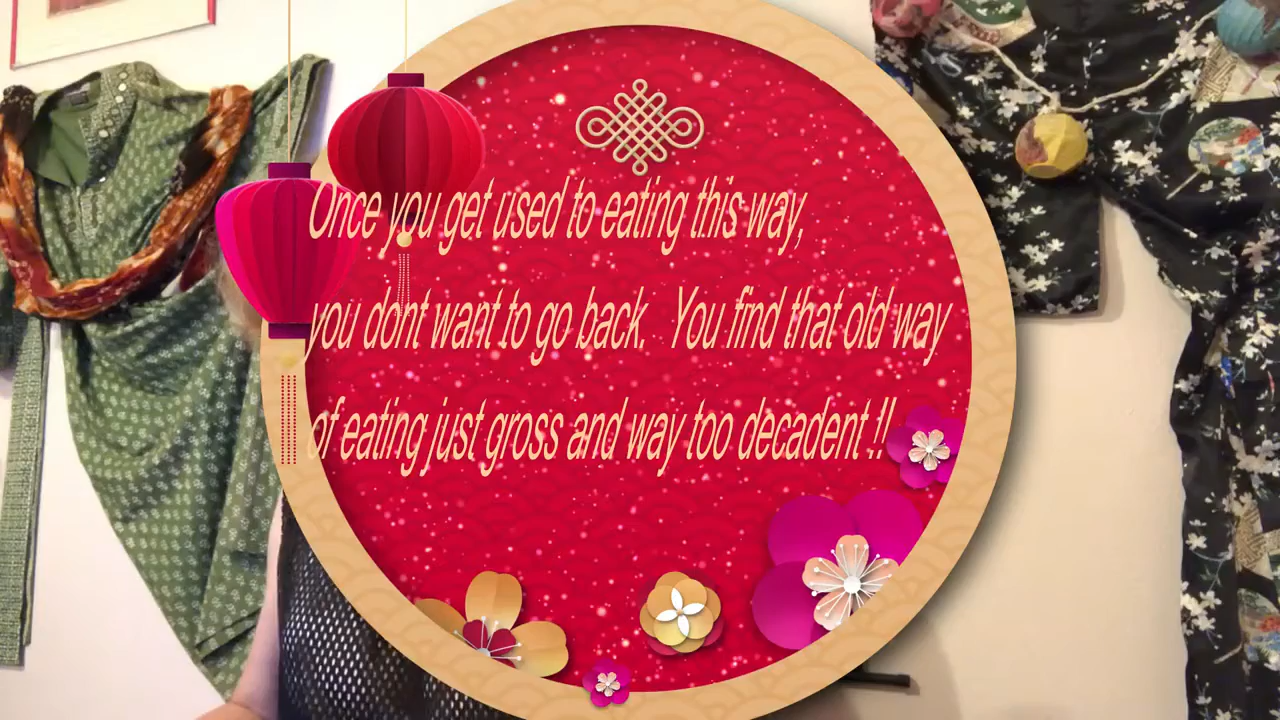 Once you get used to eating this way,
you dont want to go back. You find that old way
of eating just gross and way too decadent !!